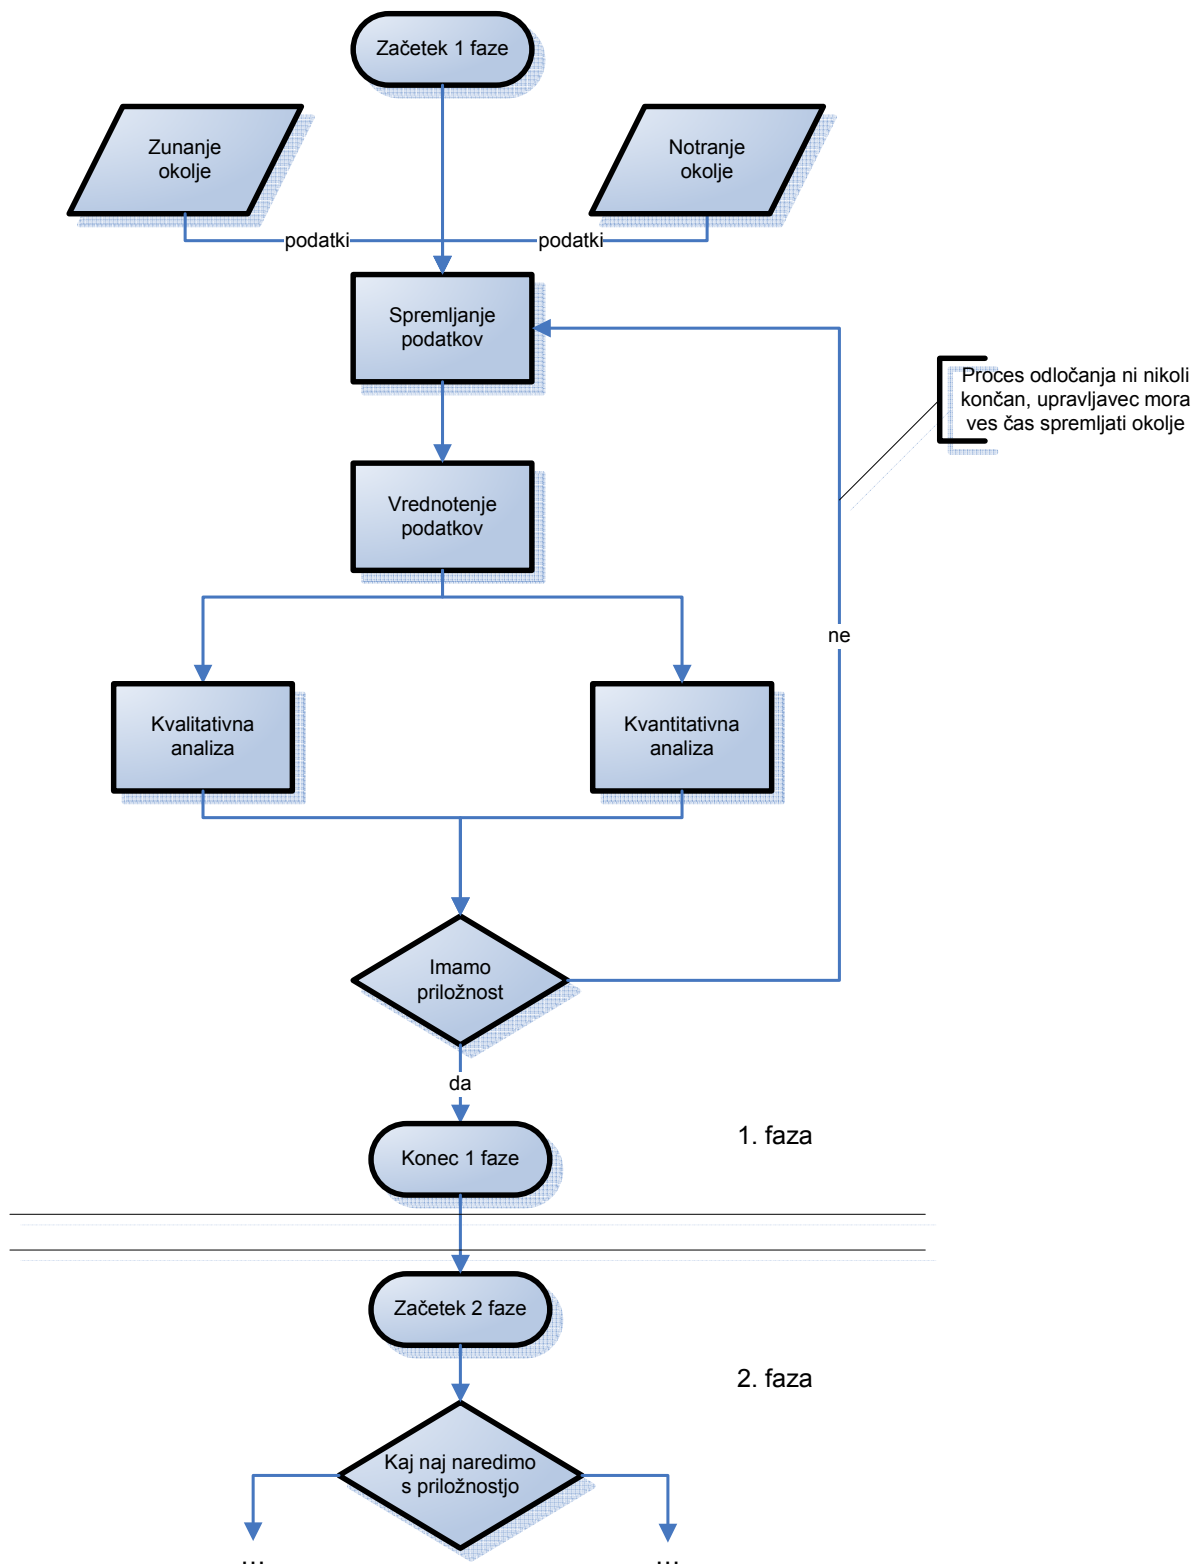 Začetek 1 faze
Zunanje
okolje
Notranje
okolje
podatki
podatki
Spremljanje
podatkov
Proces odločanja ni nikoli
končan, upravljavec mora
ves čas spremljati okolje
Vrednotenje
podatkov
ne
Kvalitativna
analiza
Kvantitativna
analiza
Imamo
priložnost
da
1. faza
Konec 1 faze
Začetek 2 faze
2. faza
Kaj naj naredimo
s priložnostjo
...
...